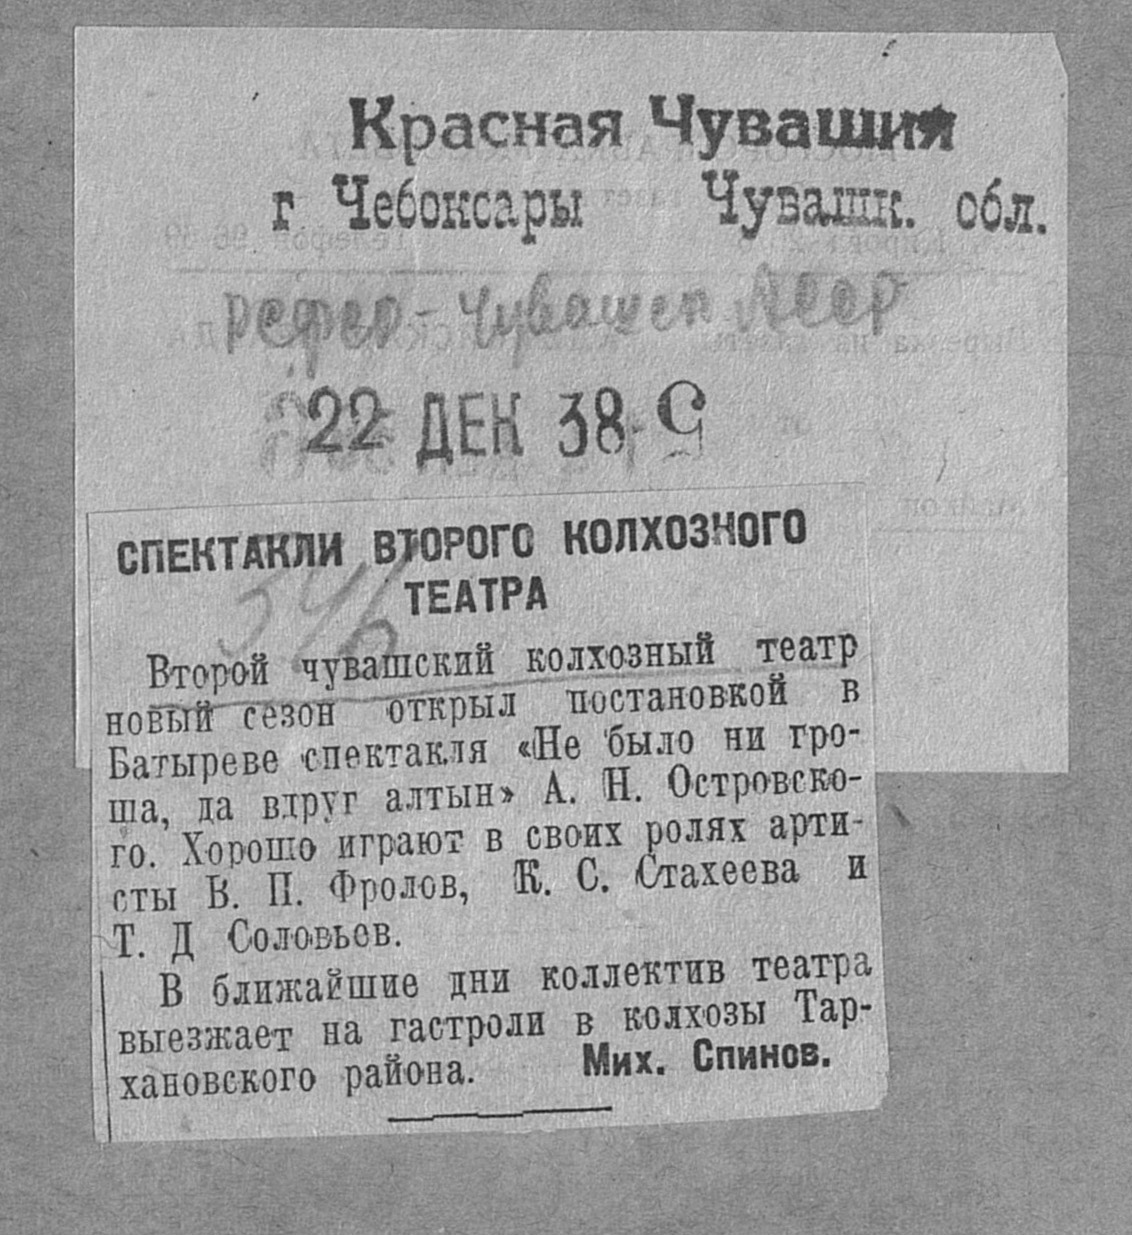 Красная Чувашия
г Чебоксары Чувашк. обл.
22 ДЕК 38
СПЕКТАКЛИ ВТОРОГО КОЛХОЗНОГО
ТЕАТРА
546
Второй чувашский колхозный театр
новый сезон открыл постановкой в
Батыреве спектакля «Не было ни гро-
ша, да вдруг алтын» А. Н. Островско-
го. Хорошо играют в своих ролях арти-
сты В. П. Фролов, К. С. Стахеева и
Т. Д Соловьев.
В ближайшие дни коллектив театра
выезжает на гастроли в колхозы Тар-
хановского района. Мих. Спинов.